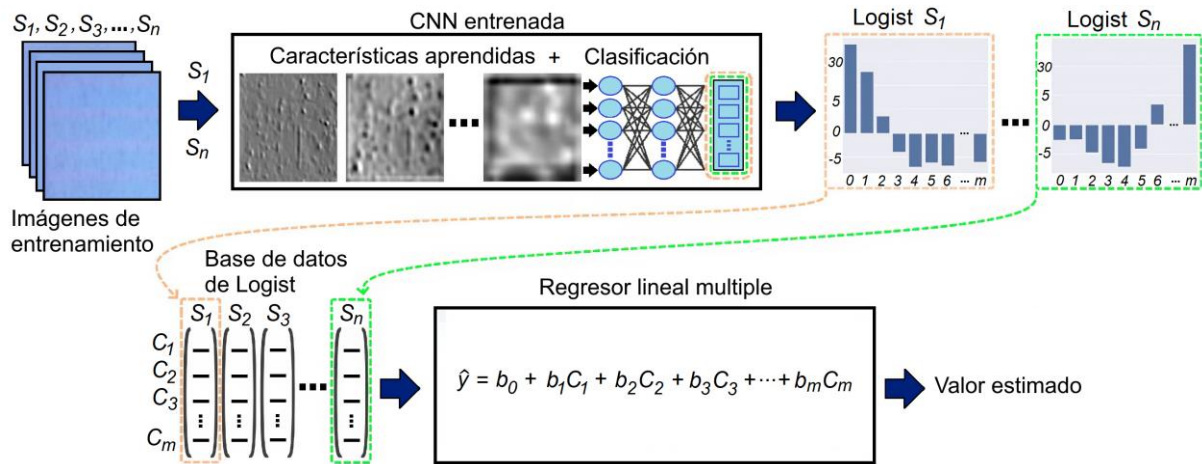 S1, S2, S3, ..., Sn
Imágenes de
entrenamiento
S1
Sn
CNN entrenada
Características aprendidas + Clasificación
Logist S1
30
5
0
-5
0 1 2 3 4 5 6 ... m
...
Logist Sn
30
5
0
-5
0 1 2 3 4 5 6 ... m
Base de datos
de Logist
S1 S2 S3 Sn
C1
C2
C3
Cm
Regresor lineal multiple
ŷ = b0 + b1C1 + b2C2 + b3C3 +···+ bmCm
Valor estimado